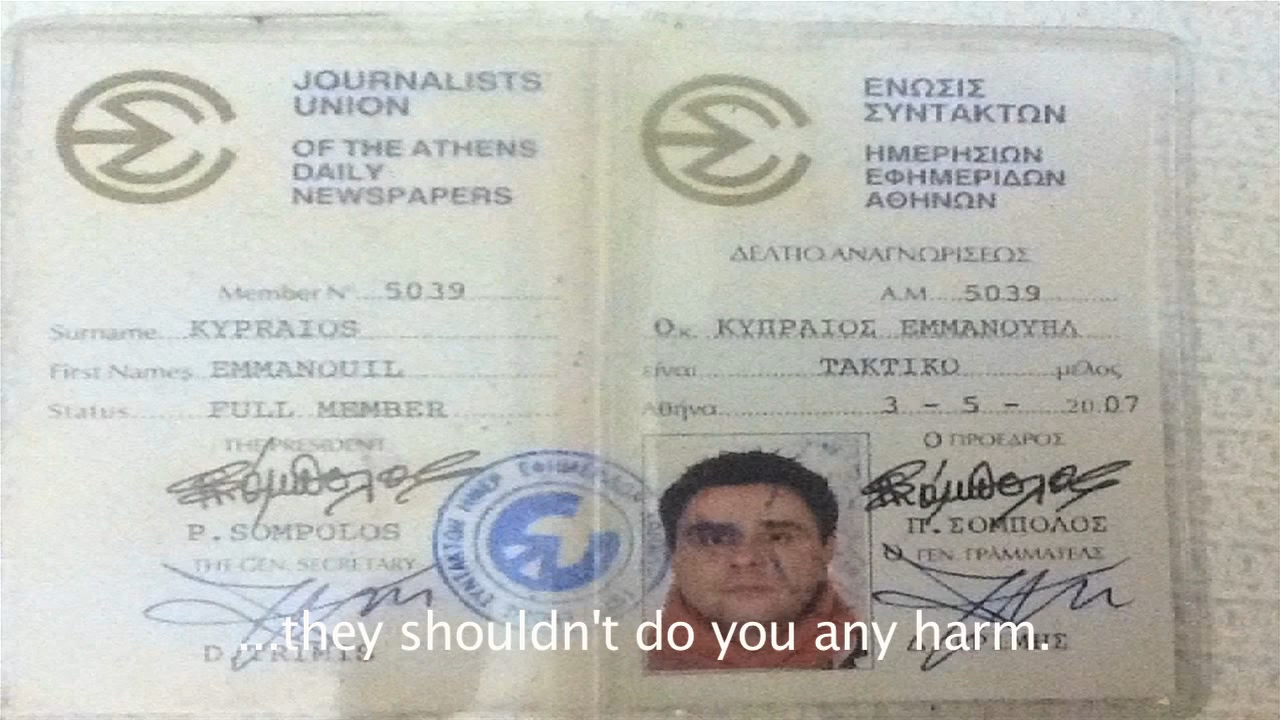 JOURNALISTS
UNION
OF THE ATHENS
DAILY
NEWSPAPERS
Member Nº 5039
Surname KYPRAIOS
First Names EMMANOUIL
Status FULL MEMBER
THE PRESIDENT
P. SOMPOLOS
THE GEN. SECRETARY
ΕΝΩΣΙΣ
ΣΥΝΤΑΚΤΩΝ
ΗΜΕΡΗΣΙΩΝ
ΕΦΗΜΕΡΙΔΩΝ
ΑΘΗΝΩΝ
ΔΕΛΤΙΟ ΑΝΑΓΝΩΡΙΣΕΩΣ
Α.Μ. 5039
Ο κ. ΚΥΠΡΑΙΟΣ ΕΜΜΑΝΟΥΗΛ
είναι ΤΑΚΤΙΚΟ μέλος
Αθήνα 3 - 5 - 2007
Ο ΠΡΟΕΔΡΟΣ
Π. ΣΟΜΠΟΛΟΣ
Ο ΓΕΝ. ΓΡΑΜΜΑΤΕΑΣ
...they shouldn't do you any harm.